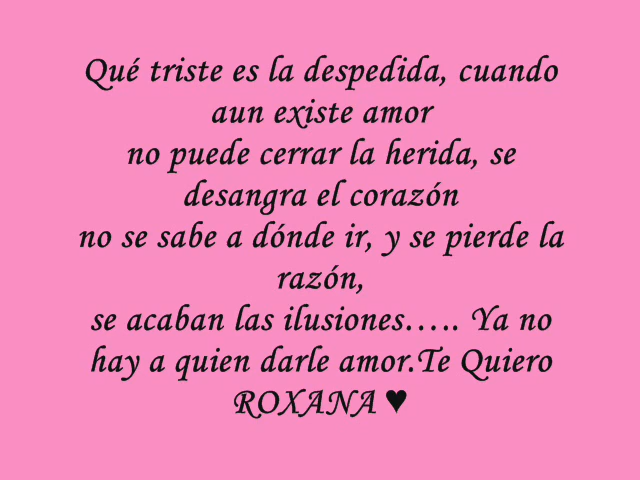 Qué triste es la despedida, cuando
aun existe amor
no puede cerrar la herida, se
desangra el corazón
no se sabe a dónde ir, y se pierde la
razón,
se acaban las ilusiones..... Ya no
hay a quien darle amor.Te Quiero
ROXANA ♥